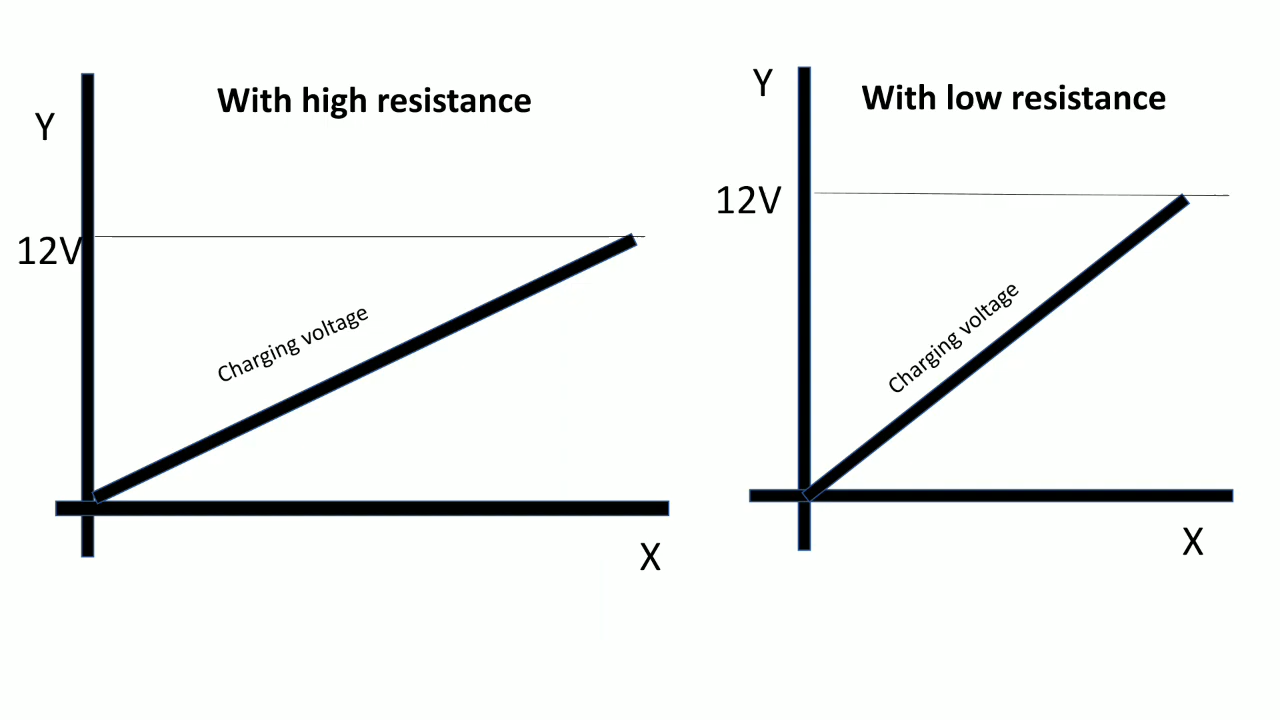 With high resistance
Y
12V
Charging voltage
X
With low resistance
Y
12V
Charging voltage
X